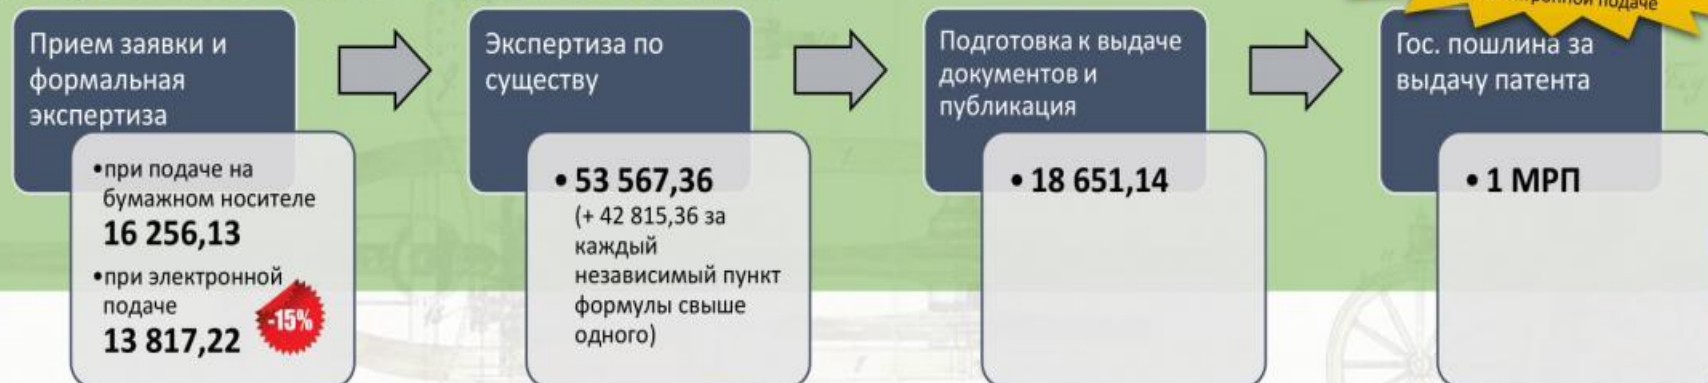 подаче
Прием заявки и
формальная
экспертиза
•при подаче на
бумажном носителе
16 256,13
•при электронной
подаче
13 817,22
-15%
Экспертиза по
существу
• 53 567,36
(+ 42 815,36 за
каждый
независимый пункт
формулы свыше
одного)
Подготовка к выдаче
документов и
публикация
• 18 651,14
Гос. пошлина за
выдачу патента
• 1 МРП